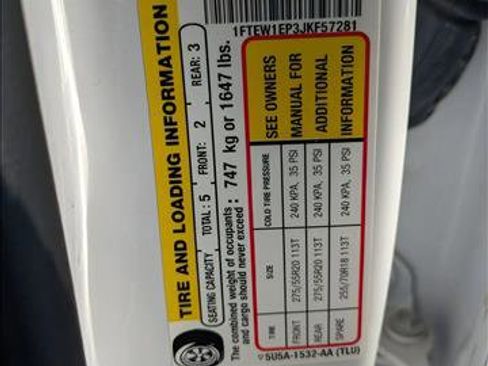 TIRE AND LOADING INFORMATION
SEATING CAPACITY TOTAL: 5 FRONT: 2 REAR: 3
The combined weight of occupants and cargo should never exceed : 747 kg or 1647 lbs.
TIRE SIZE COLD TIRE PRESSURE
FRONT 275/55R20 113T 240 KPA, 35 PSI
REAR 275/55R20 113T 240 KPA, 35 PSI
SPARE 255/70R18 113T 240 KPA, 35 PSI
SEE OWNERS
MANUAL FOR
ADDITIONAL
INFORMATION
5U5A-1532-AA (TLU)
1FTEW1EP3JKF57281